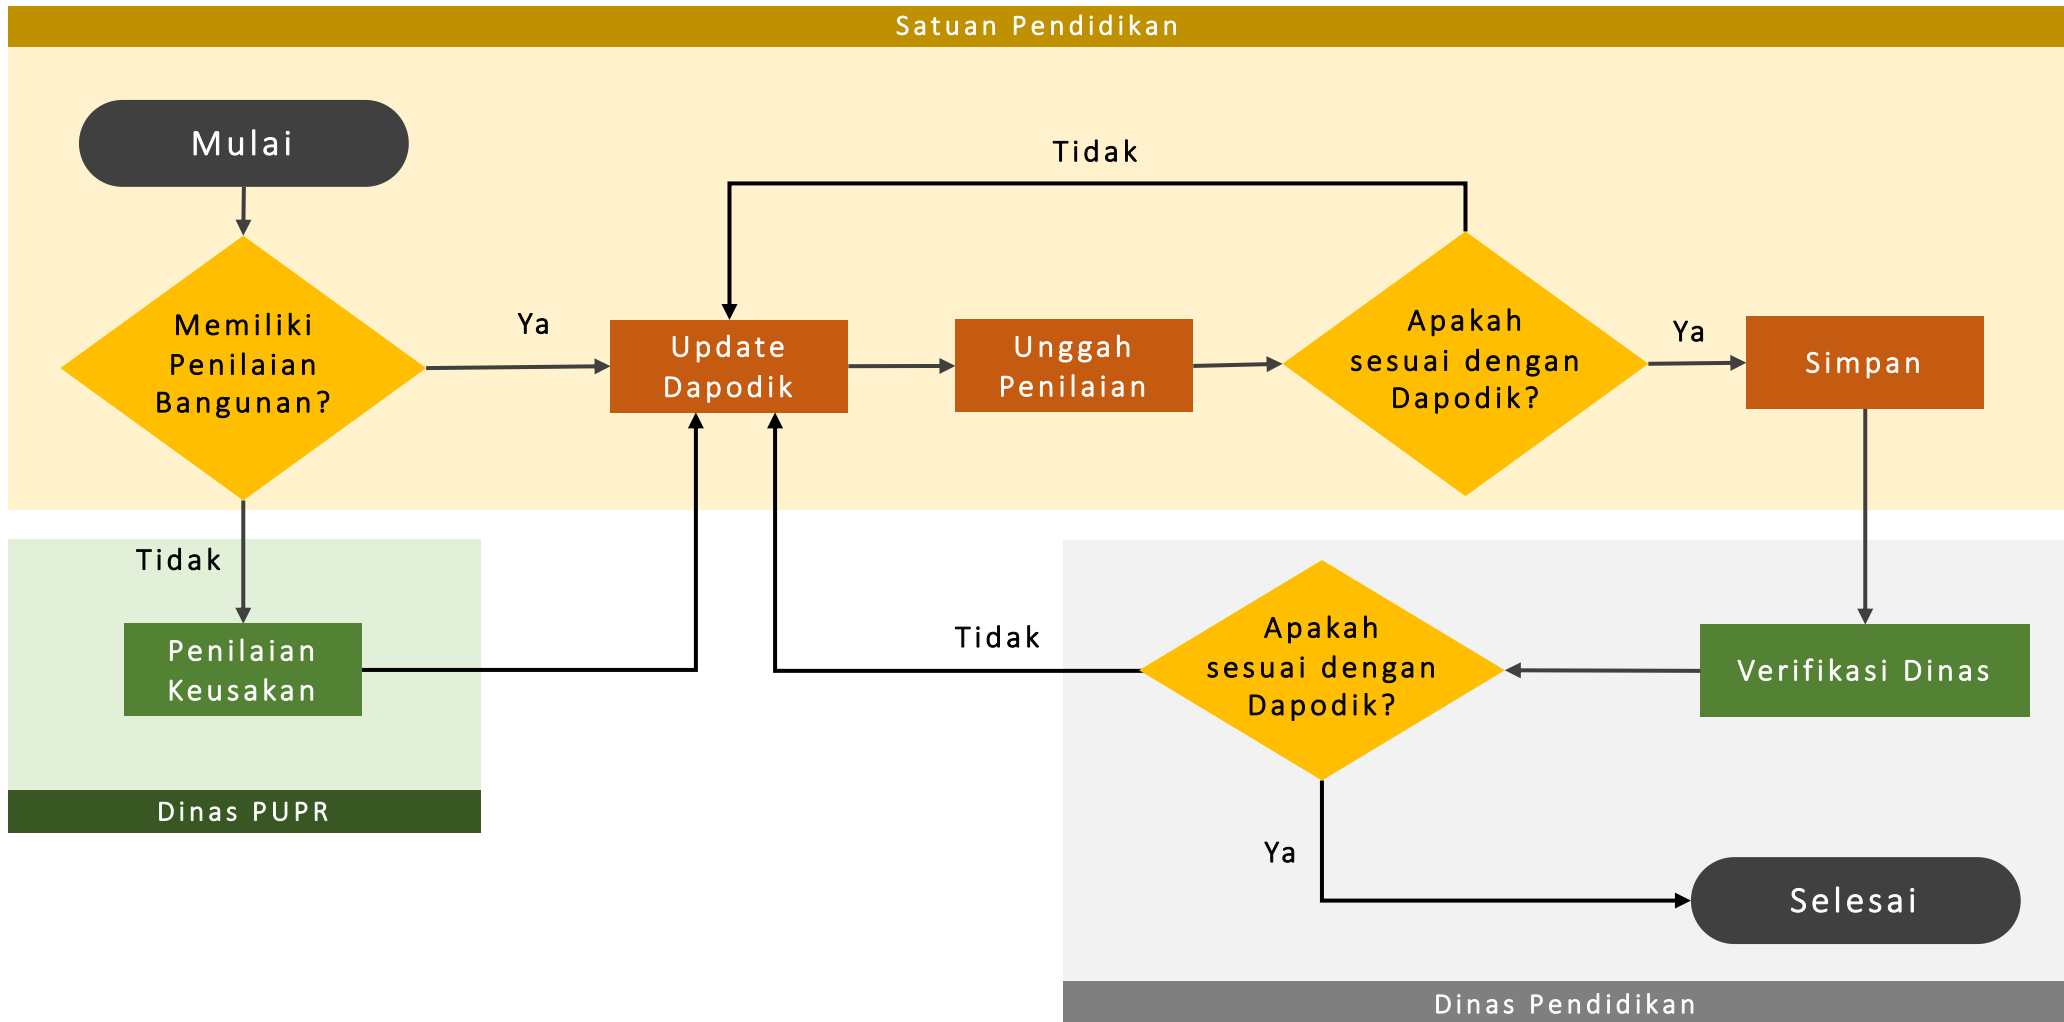 Satuan Pendidikan
Mulai
Tidak
Memiliki
Penilaian
Bangunan?
Ya
Update
Dapodik
Unggah
Penilaian
Apakah
sesuai dengan
Dapodik?
Ya
Simpan
Tidak
Penilaian
Keusakan
Dinas PUPR
Tidak
Apakah
sesuai dengan
Dapodik?
Verifikasi Dinas
Ya
Selesai
Dinas Pendidikan